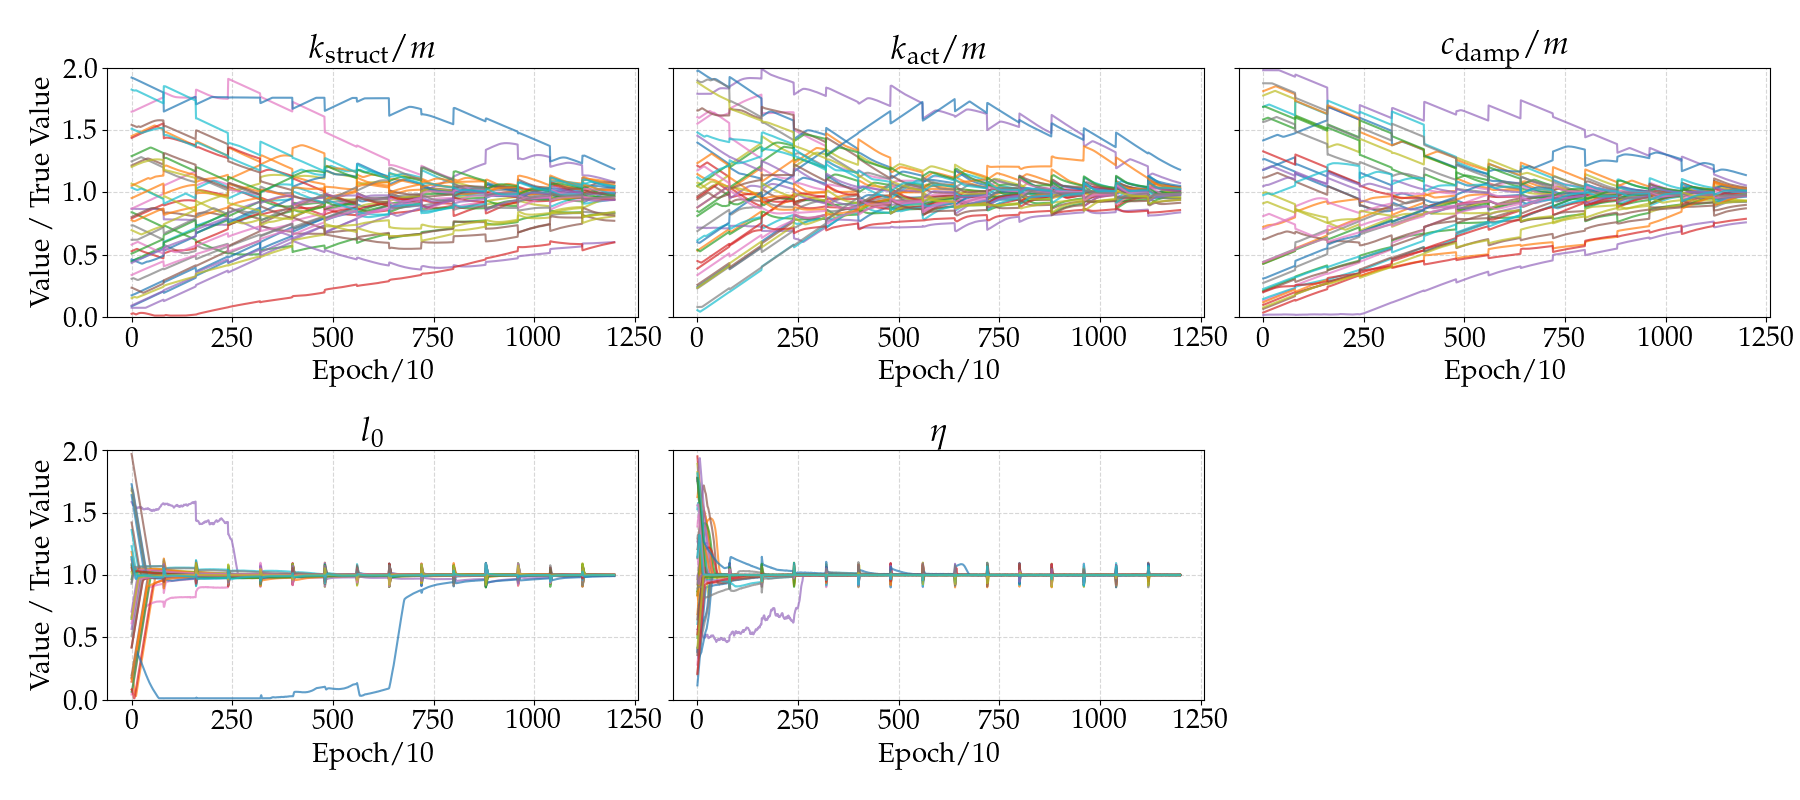 k_struct/m k_act/m c_damp/m
Value / True Value
2.0
1.5
1.0
0.5
0.0
0 250 500 750 1000 1250 0 250 500 750 1000 1250 0 250 500 750 1000 1250
Epoch/10 Epoch/10 Epoch/10
l_0 η
Value / True Value
2.0
1.5
1.0
0.5
0.0
0 250 500 750 1000 1250 0 250 500 750 1000 1250
Epoch/10 Epoch/10